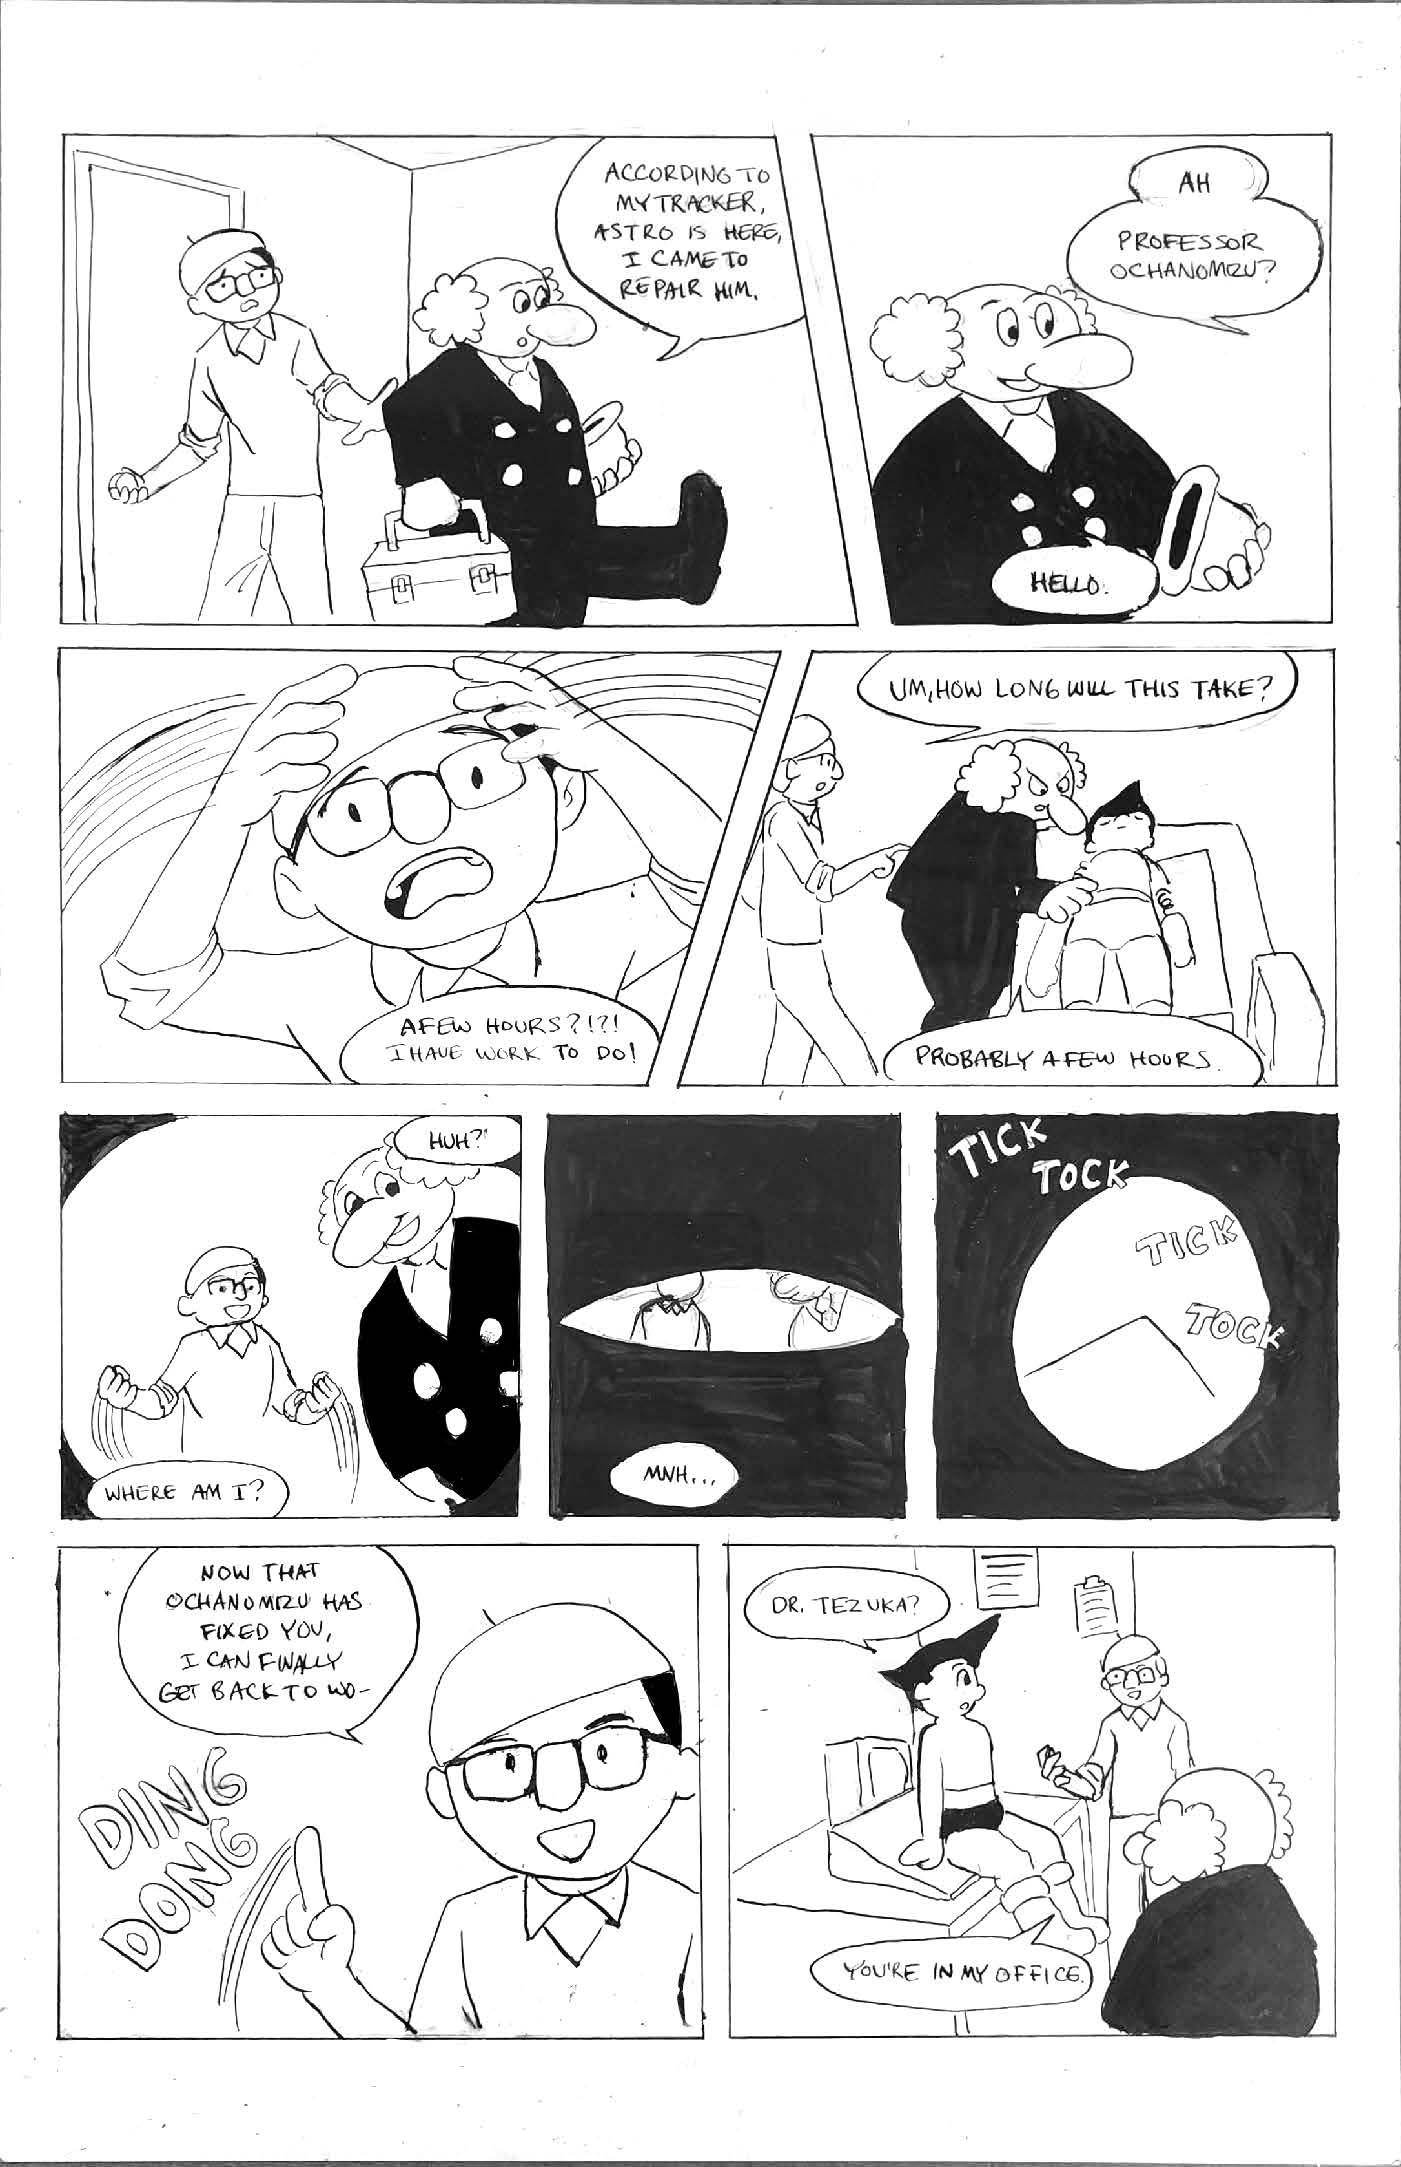 AH
PROFESSOR
OCHANOMIZU?
HELLO.
ACCORDING TO
MY TRACKER,
ASTRO IS HERE,
I CAME TO
REPAIR HIM.
UM, HOW LONG WILL THIS TAKE?
PROBABLY A FEW HOURS.
A FEW HOURS?!?!
I HAVE WORK TO DO!
TICK
TOCK
TICK
TOCK
MNH...
HUH?
WHERE AM I?
DR. TEZUKA?
YOU'RE IN MY OFFICE.
NOW THAT
OCHANOMIZU HAS
FIXED YOU,
I CAN FINALLY
GET BACK TO WO-
DING
DONG